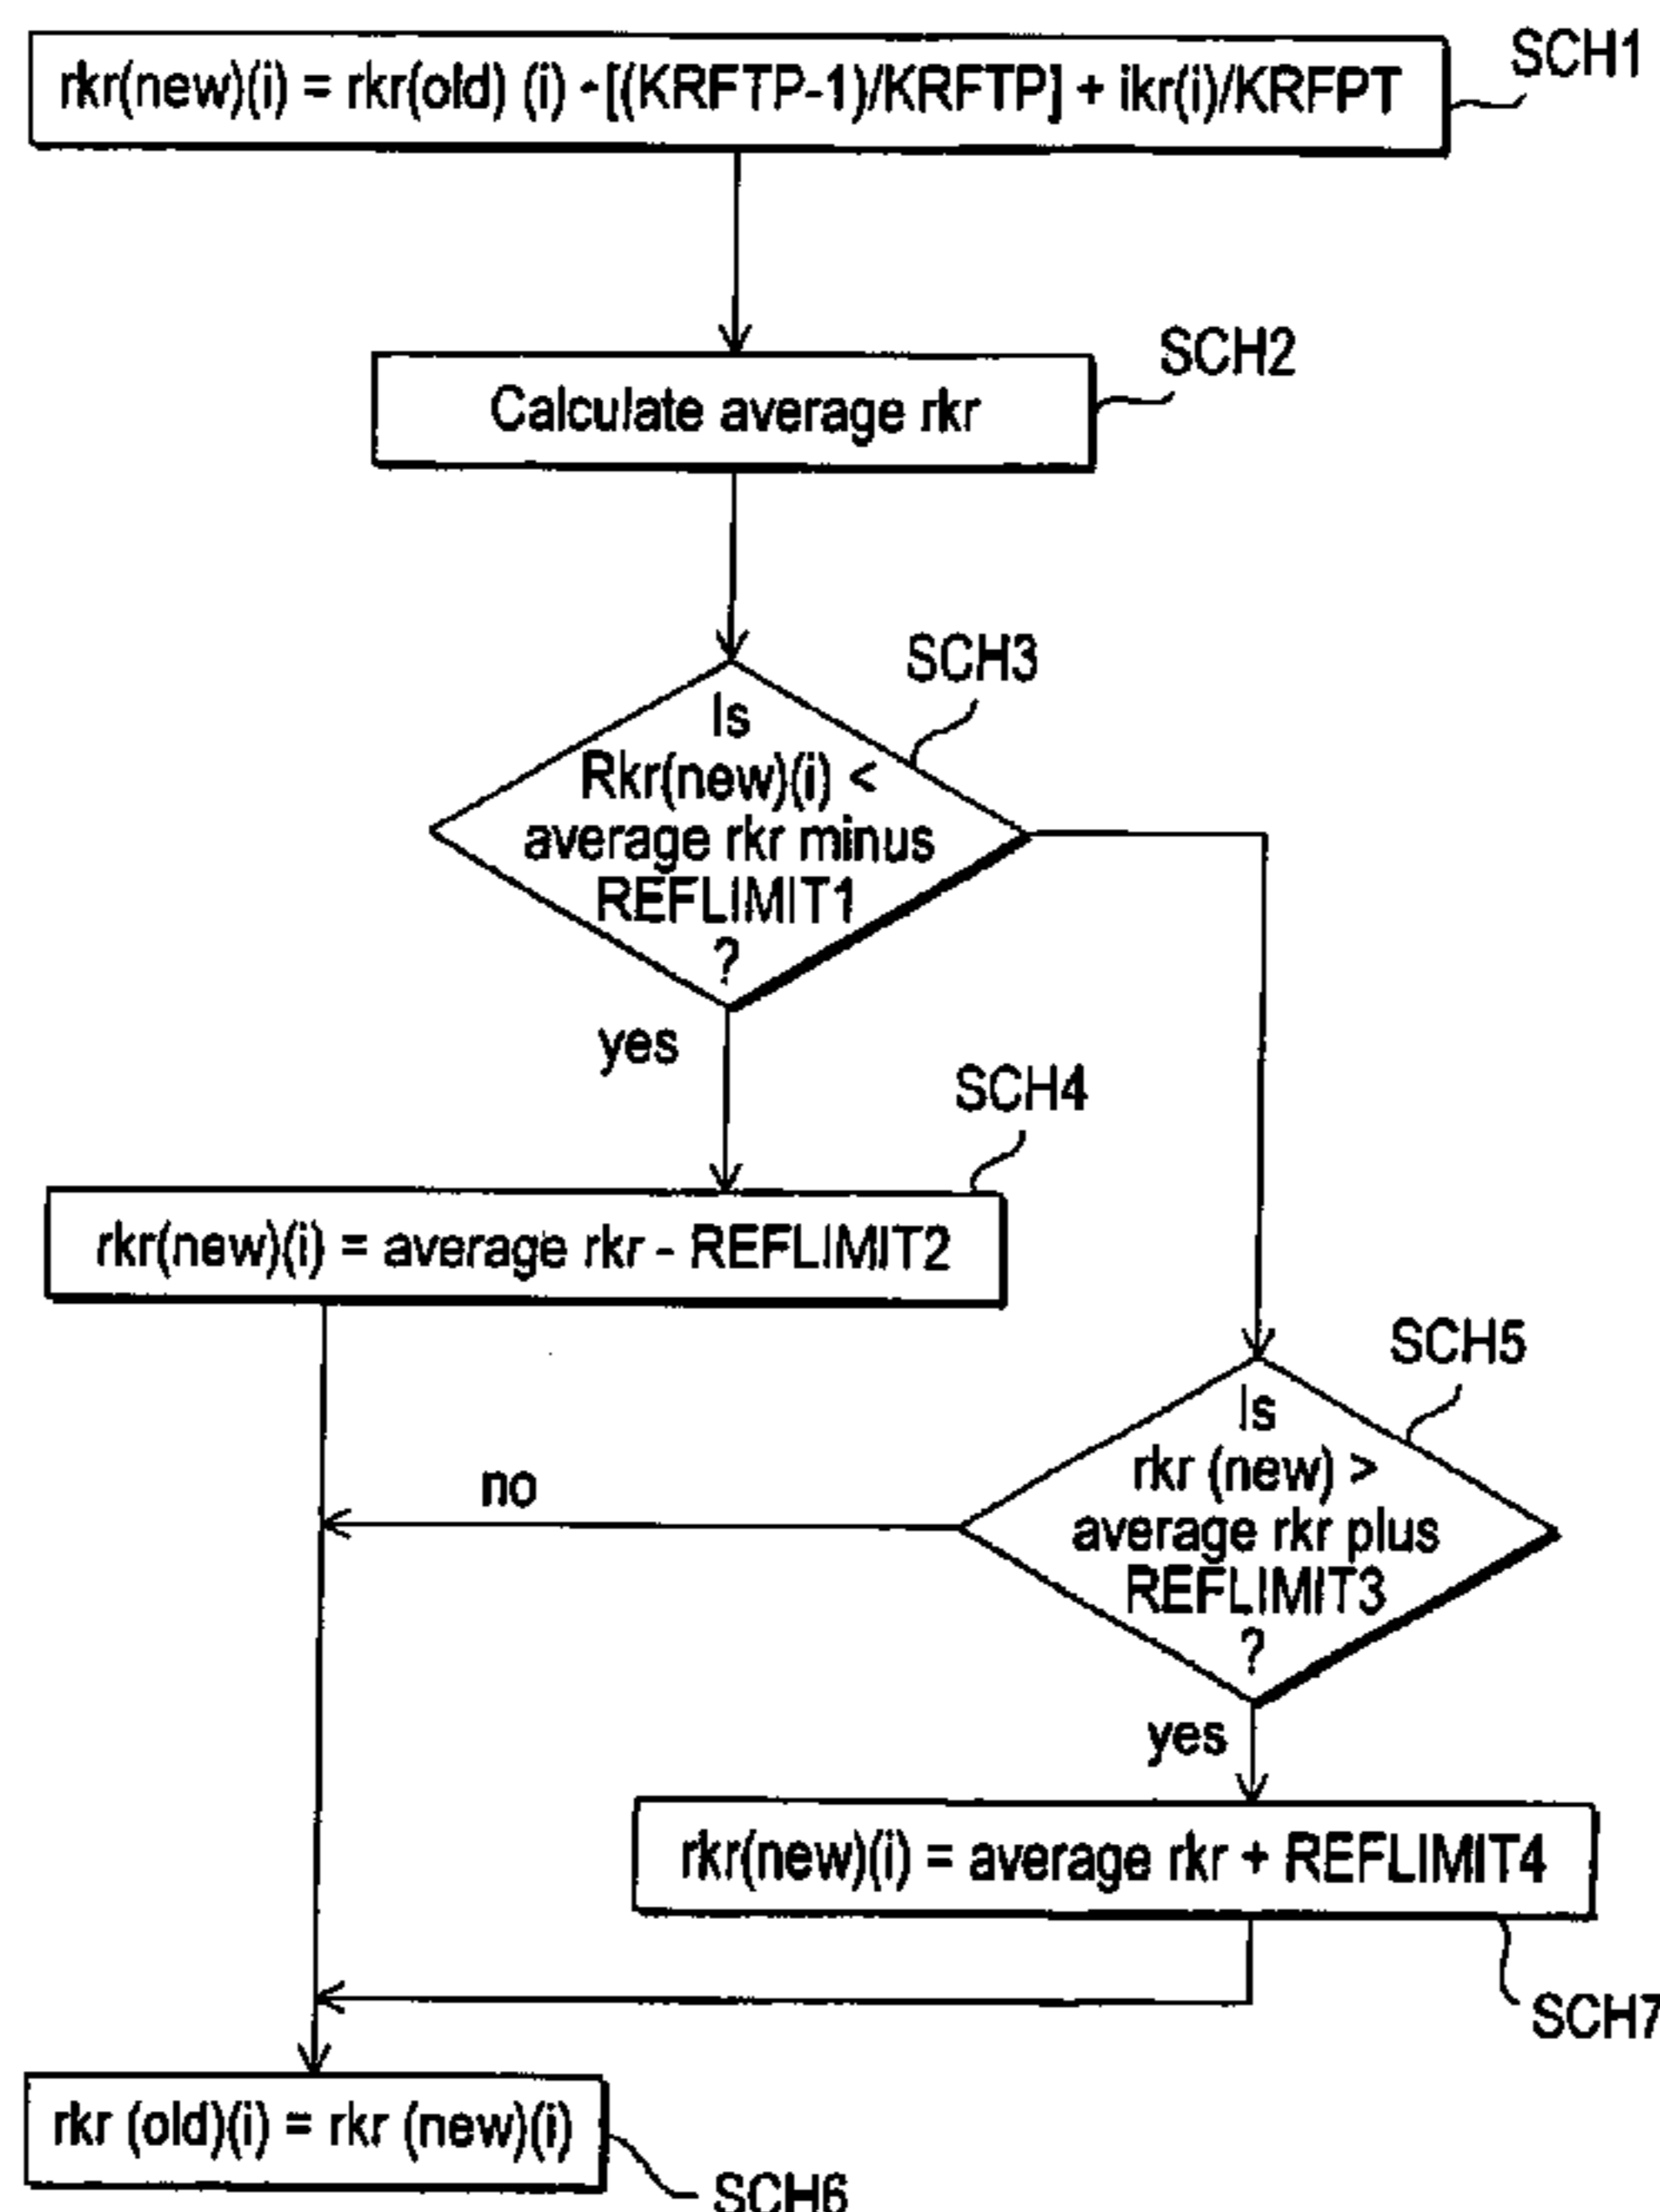 SCH1
rkr(new)(i) = rkr(old) (i) -[(KRFTP-1)/KRFTP] + ikr(i)/KRFPT
SCH2
Calculate average rkr
SCH3
Is
Rkr(new)(i) <
average rkr minus
REFLIMIT1
?
yes
SCH4
rkr(new)(i) = average rkr - REFLIMIT2
SCH5
Is
rkr (new) >
average rkr plus
REFLIMIT3
?
no
yes
rkr(new)(i) = average rkr + REFLIMIT4
SCH7
rkr (old)(i) = rkr (new)(i)
SCH6